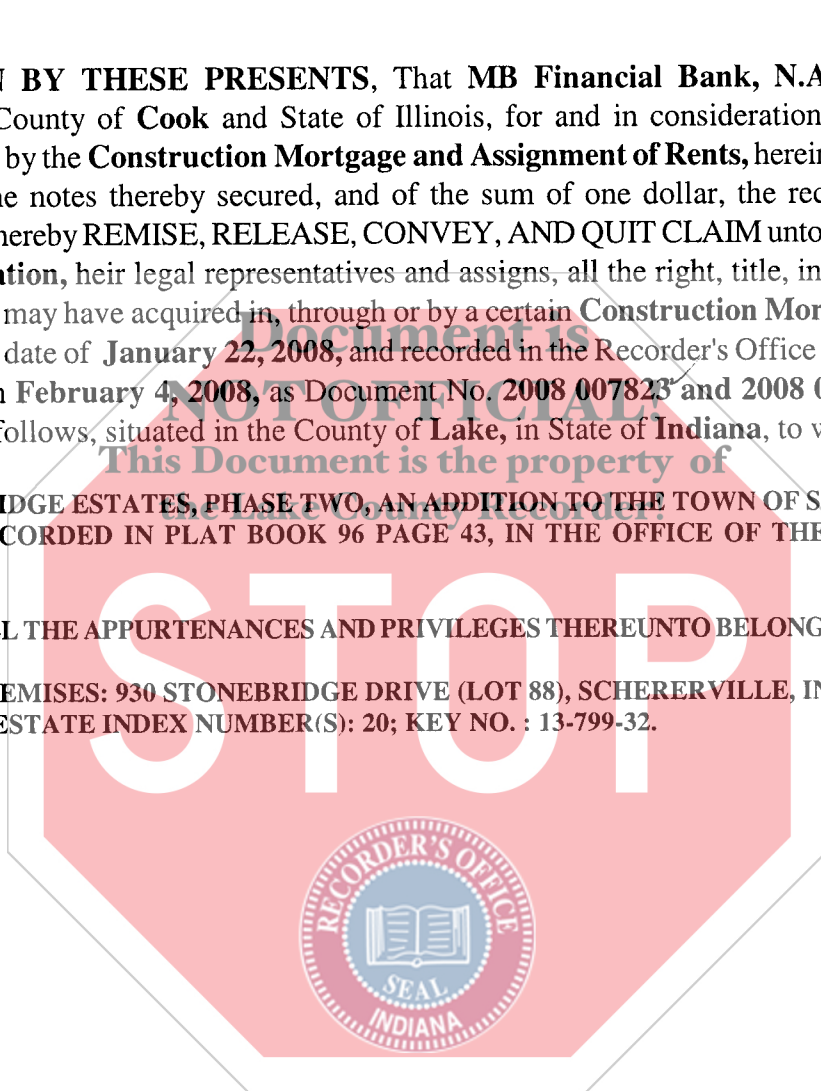 BY THESE PRESENTS, That MB Financial Bank, N.A
County of Cook and State of Illinois, for and in consideration
by the Construction Mortgage and Assignment of Rents, herein
notes thereby secured, and of the sum of one dollar, the rec
hereby REMISE, RELEASE, CONVEY, AND QUIT CLAIM unto
ation, heir legal representatives and assigns, all the right, title, in
may have acquired in, through or by a certain Construction Mor
Document is
date of January 22, 2008, and recorded in the Recorder's Office
NOT OFFICIAL!
February 4, 2008, as Document No. 2008 007823 and 2008 0
follows, situated in the County of Lake, in State of Indiana, to w
This Document is the property of
the Lake County Recorder!
IDGE ESTATES, PHASE TWO, AN ADDITION TO THE TOWN OF S
CORDED IN PLAT BOOK 96 PAGE 43, IN THE OFFICE OF THE
STOP
L THE APPURTENANCES AND PRIVILEGES THEREUNTO BELONG
EMISES: 930 STONEBRIDGE DRIVE (LOT 88), SCHERERVILLE, IN
ESTATE INDEX NUMBER(S): 20; KEY NO. : 13-799-32.
RECORDER'S OFFICE
SEAL
INDIANA